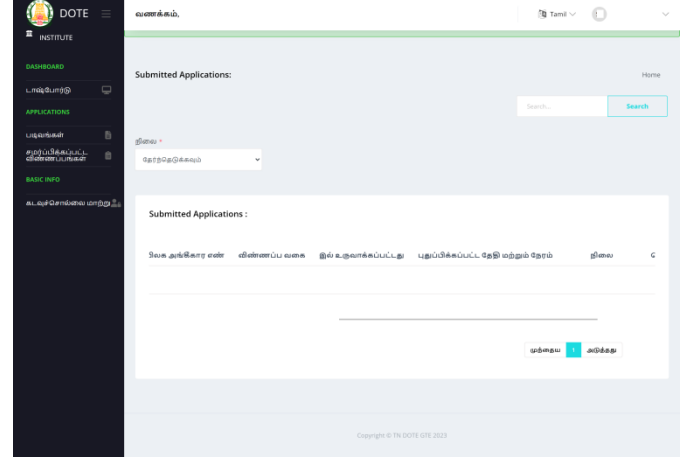 DOTE
INSTITUTE
DASHBOARD
டாஷ்போர்டு
APPLICATIONS
படிவங்கள்
சமர்ப்பிக்கப்பட்ட
விண்ணப்பங்கள்
BASIC INFO
கடவுச்சொல்லை மாற்று
வணக்கம்,
Tamil
Submitted Applications:
Home
Search...
Search
நிலை *
தேர்ந்தெடுக்கவும்
Submitted Applications :
அங்கீகார எண் விண்ணப்ப வகை இல் உருவாக்கப்பட்டது புதுப்பிக்கப்பட்ட தேதி மற்றும் நேரம் நிலை
முந்தைய 1 அடுத்தது
Copyright © TN DOTE GTE 2023